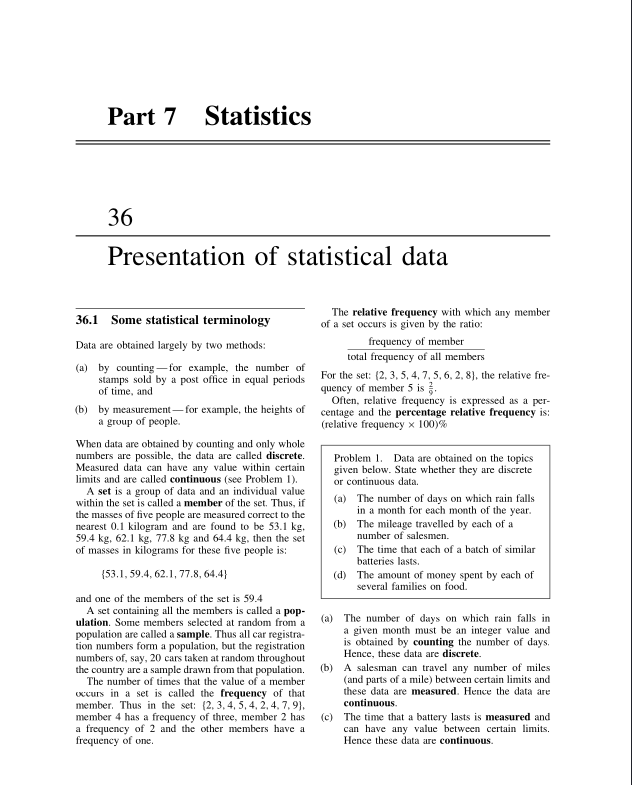 Part 7 Statistics
36
Presentation of statistical data
36.1 Some statistical terminology
Data are obtained largely by two methods:
(a) by counting — for example, the number of
stamps sold by a post office in equal periods
of time, and
(b) by measurement — for example, the heights of
a group of people.
When data are obtained by counting and only whole
numbers are possible, the data are called discrete.
Measured data can have any value within certain
limits and are called continuous (see Problem 1).
A set is a group of data and an individual value
within the set is called a member of the set. Thus, if
the masses of five people are measured correct to the
nearest 0.1 kilogram and are found to be 53.1 kg,
59.4 kg, 62.1 kg, 77.8 kg and 64.4 kg, then the set
of masses in kilograms for these five people is:
{53.1, 59.4, 62.1, 77.8, 64.4}
and one of the members of the set is 59.4
A set containing all the members is called a pop-
ulation. Some members selected at random from a
population are called a sample. Thus all car registra-
tion numbers form a population, but the registration
numbers of, say, 20 cars taken at random throughout
the country are a sample drawn from that population.
The number of times that the value of a member
occurs in a set is called the frequency of that
member. Thus in the set: {2, 3, 4, 5, 4, 2, 4, 7, 9},
member 4 has a frequency of three, member 2 has
a frequency of 2 and the other members have a
frequency of one.
The relative frequency with which any member
of a set occurs is given by the ratio:
frequency of member
total frequency of all members
For the set: {2, 3, 5, 4, 7, 5, 6, 2, 8}, the relative fre-
quency of member 5 is 2/9.
Often, relative frequency is expressed as a per-
centage and the percentage relative frequency is:
(relative frequency × 100)%
Problem 1. Data are obtained on the topics
given below. State whether they are discrete
or continuous data.
(a) The number of days on which rain falls
in a month for each month of the year.
(b) The mileage travelled by each of a
number of salesmen.
(c) The time that each of a batch of similar
batteries lasts.
(d) The amount of money spent by each of
several families on food.
(a) The number of days on which rain falls in
a given month must be an integer value and
is obtained by counting the number of days.
Hence, these data are discrete.
(b) A salesman can travel any number of miles
(and parts of a mile) between certain limits and
these data are measured. Hence the data are
continuous.
(c) The time that a battery lasts is measured and
can have any value between certain limits.
Hence these data are continuous.